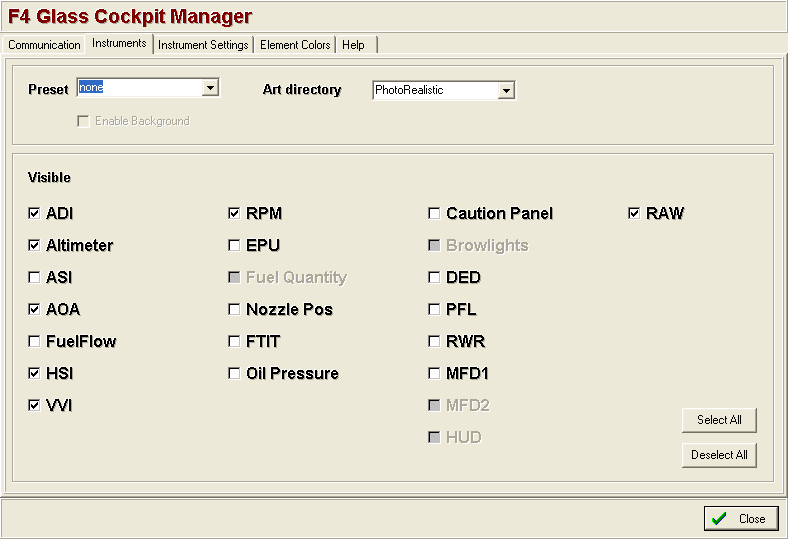 F4 Glass Cockpit Manager
Communication Instruments Instrument Settings Element Colors Help
Preset none Art directory PhotoRealistic
Enable Background
Visible
ADI RPM Caution Panel RAW
Altimeter EPU Browlights
ASI Fuel Quantity DED
AOA Nozzle Pos PFL
FuelFlow FTIT RWR
HSI Oil Pressure MFD1
VVI MFD2
Select All
HUD
Deselect All
Close